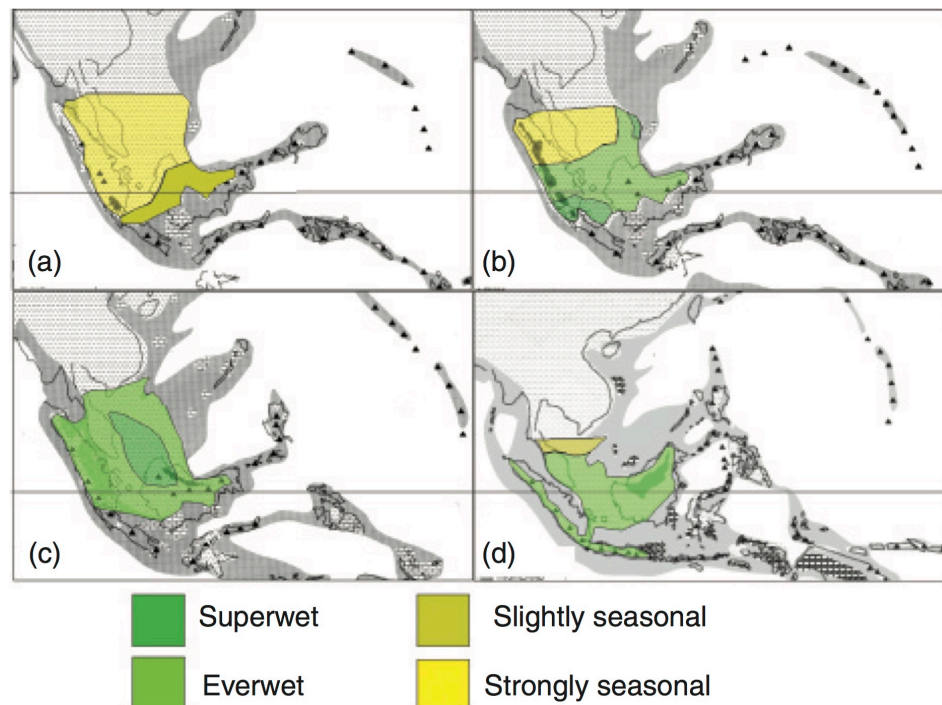 (a)
(b)
(c)
(d)
Superwet
Slightly seasonal
Everwet
Strongly seasonal